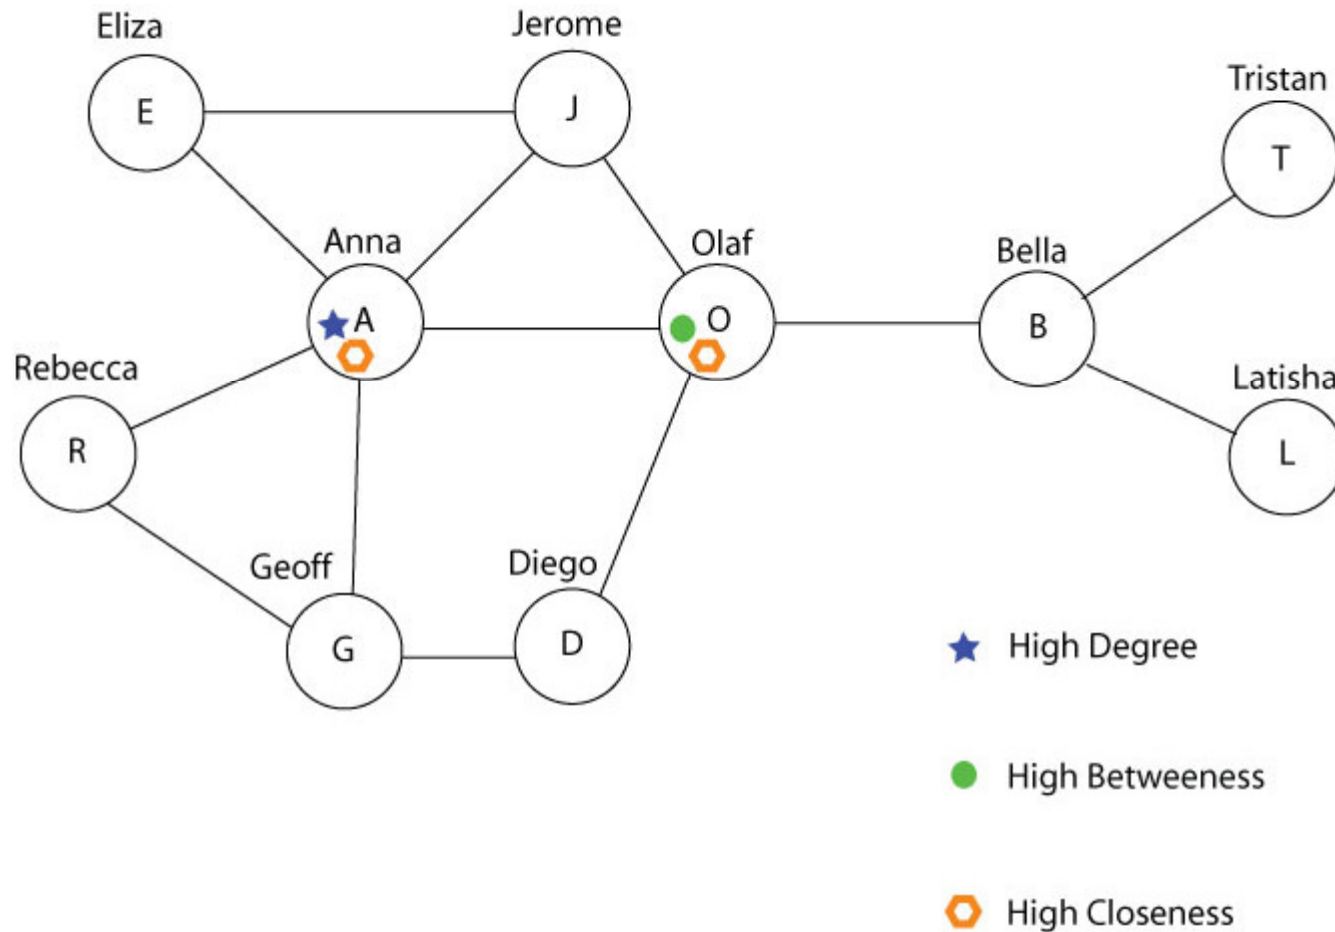 Eliza
Jerome
E
J
Tristan
T
Anna
Olaf
Bella
A
O
B
Rebecca
R
Latisha
L
Geoff
Diego
G
D
High Degree
High Betweeness
High Closeness